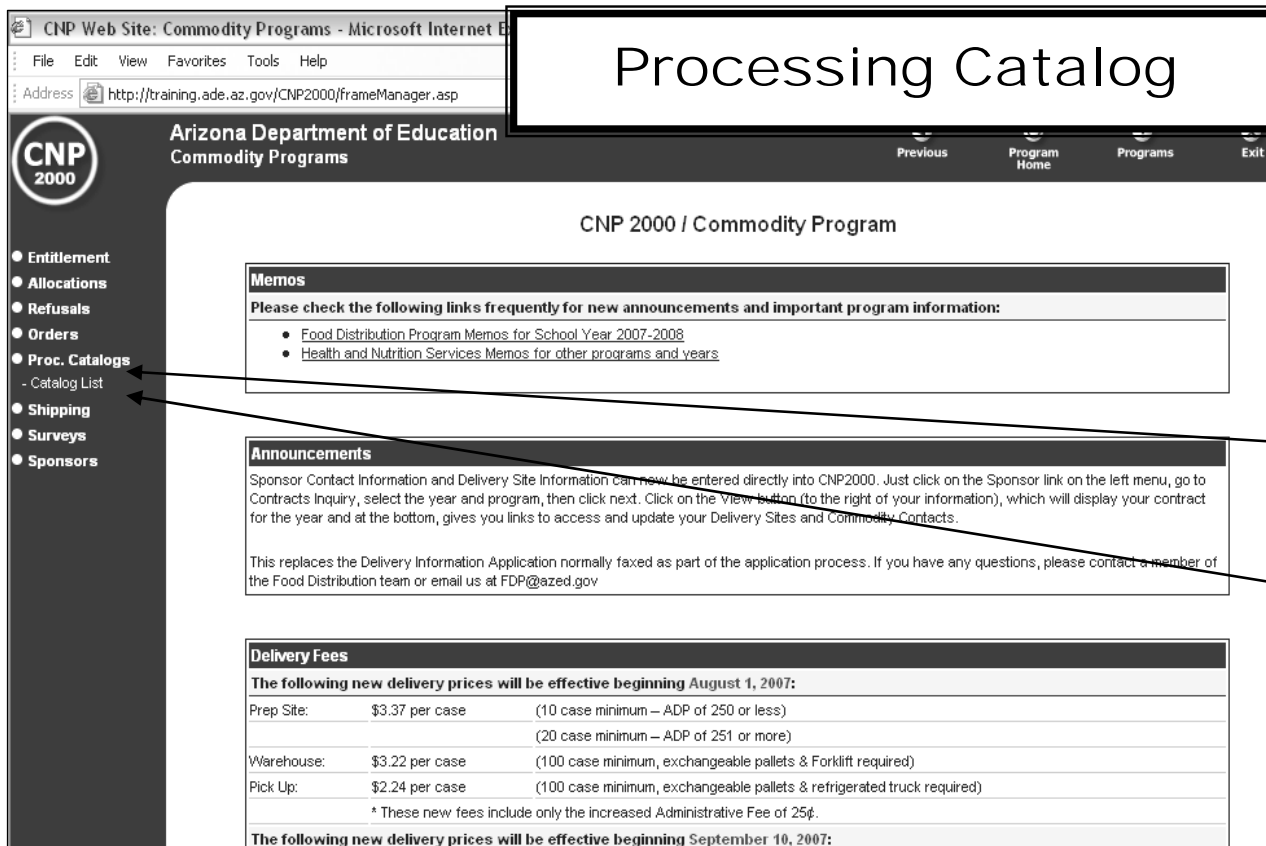 CNP Web Site: Commodity Programs - Microsoft Internet E
Processing Catalog
File Edit View Favorites Tools Help
Address http://training.ade.az.gov/CNP2000/frameManager.asp
CNP
2000
Arizona Department of Education
Commodity Programs
Previous
Program
Home
Programs
Exit
CNP 2000 / Commodity Program
Entitlement
Allocations
Refusals
Orders
Proc. Catalogs
- Catalog List
Shipping
Surveys
Sponsors
Memos
Please check the following links frequently for new announcements and important program information:
Food Distribution Program Memos for School Year 2007-2008
Health and Nutrition Services Memos for other programs and years
Announcements
Sponsor Contact Information and Delivery Site Information can now be entered directly into CNP2000. Just click on the Sponsor link on the left menu, go to
Contracts Inquiry, select the year and program, then click next. Click on the View button (to the right of your information), which will display your contract
for the year and at the bottom, gives you links to access and update your Delivery Sites and Commodity Contacts.
This replaces the Delivery Information Application normally faxed as part of the application process. If you have any questions, please contact a member of
the Food Distribution team or email us at FDP@azed.gov
Delivery Fees
The following new delivery prices will be effective beginning August 1, 2007:
Prep Site: $3.37 per case (10 case minimum – ADP of 250 or less)
(20 case minimum – ADP of 251 or more)
Warehouse: $3.22 per case (100 case minimum, exchangeable pallets & Forklift required)
Pick Up: $2.24 per case (100 case minimum, exchangeable pallets & refrigerated truck required)
* These new fees include only the increased Administrative Fee of 25¢.
The following new delivery prices will be effective beginning September 10, 2007: